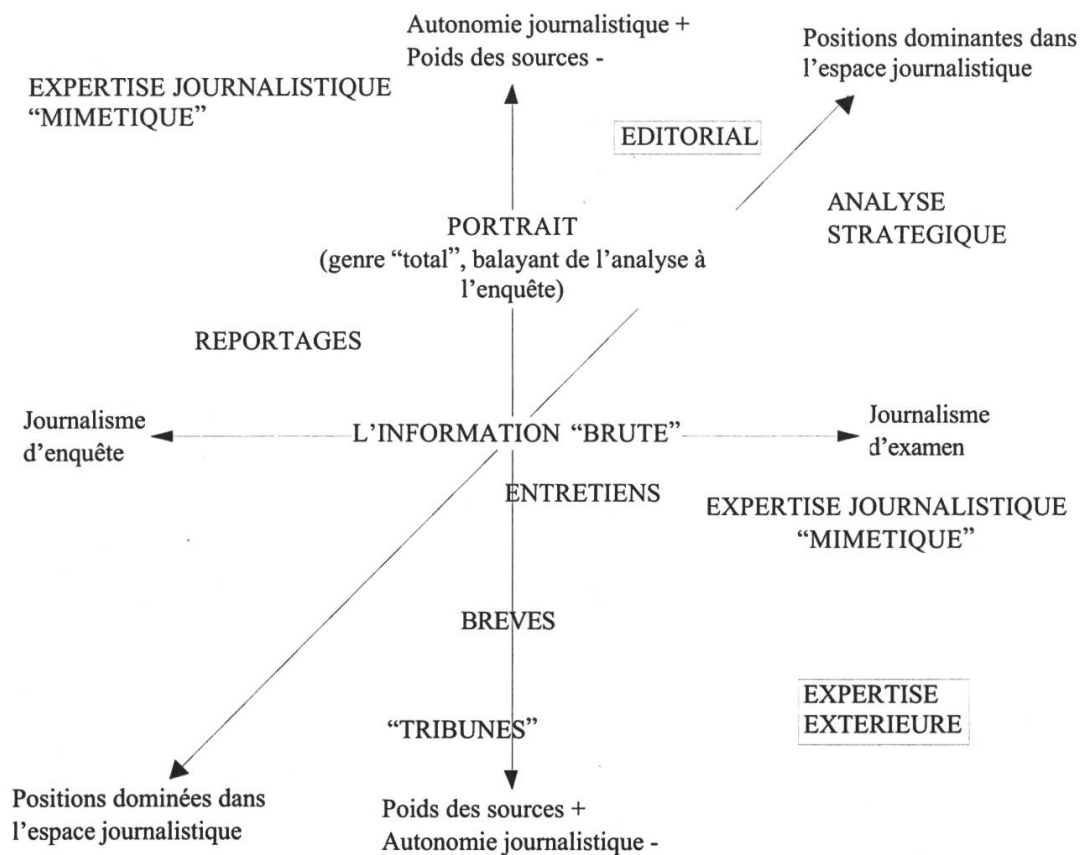 Autonomie journalistique +
Poids des sources -
Positions dominantes dans
l'espace journalistique
EXPERTISE JOURNALISTIQUE
“MIMETIQUE”
EDITORIAL
ANALYSE
STRATEGIQUE
PORTRAIT
(genre “total”, balayant de l'analyse à
l'enquête)
REPORTAGES
Journalisme
d'enquête
L'INFORMATION “BRUTE”
Journalisme
d'examen
ENTRETIENS
EXPERTISE JOURNALISTIQUE
“MIMETIQUE”
BREVES
EXPERTISE
EXTERIEURE
“TRIBUNES”
Positions dominées dans
l'espace journalistique
Poids des sources +
Autonomie journalistique -